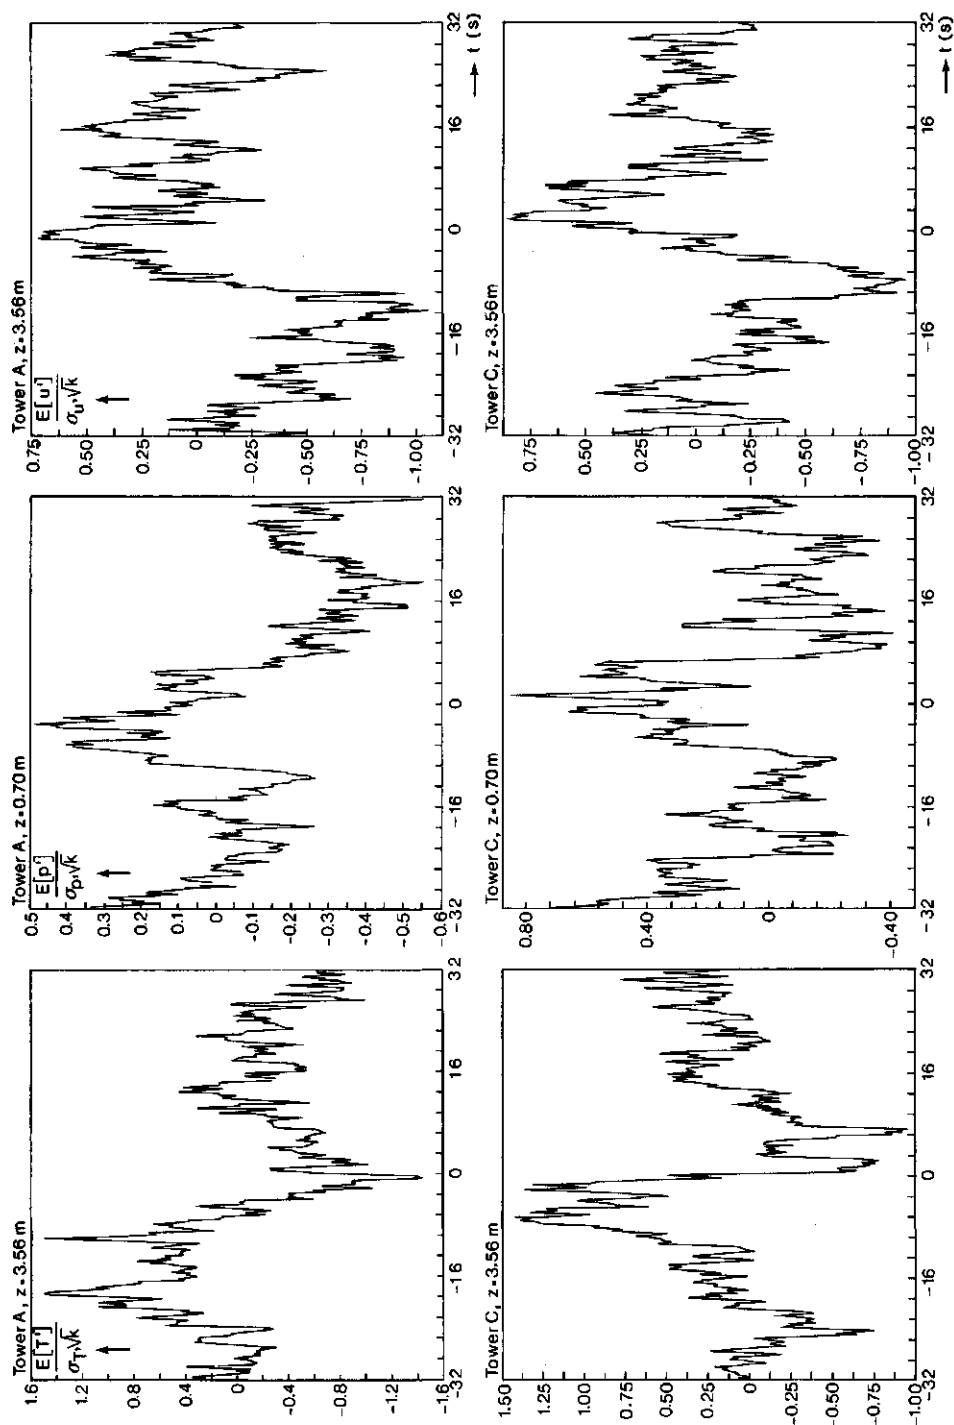 Tower A, z=3.56m
E[T']
σT'√k
1.6
1.2
0.8
0.4
0
-0.4
-0.8
-1.2
-1.6
-32 -16 0 16 32
Tower A, z=0.70m
E[p']
σp'√k
0.5
0.4
0.3
0.2
0.1
0
-0.1
-0.2
-0.3
-0.4
-0.5
-0.6
-32 -16 0 16 32
Tower A, z=3.56m
E[u']
σu'√k
0.75
0.50
0.25
0
-0.25
-0.50
-0.75
-1.00
-32 -16 0 16 32
→ t (s)
Tower C, z=3.56m
1.50
1.25
1.00
0.75
0.50
0.25
0
-0.25
-0.50
-0.75
-1.00
-32 -16 0 16 32
Tower C, z=0.70m
0.80
0.40
0
-0.40
-32 -16 0 16 32
Tower C, z=3.56m
0.75
0.50
0.25
0
-0.25
-0.50
-0.75
-1.00
-32 -16 0 16 32
→ t (s)